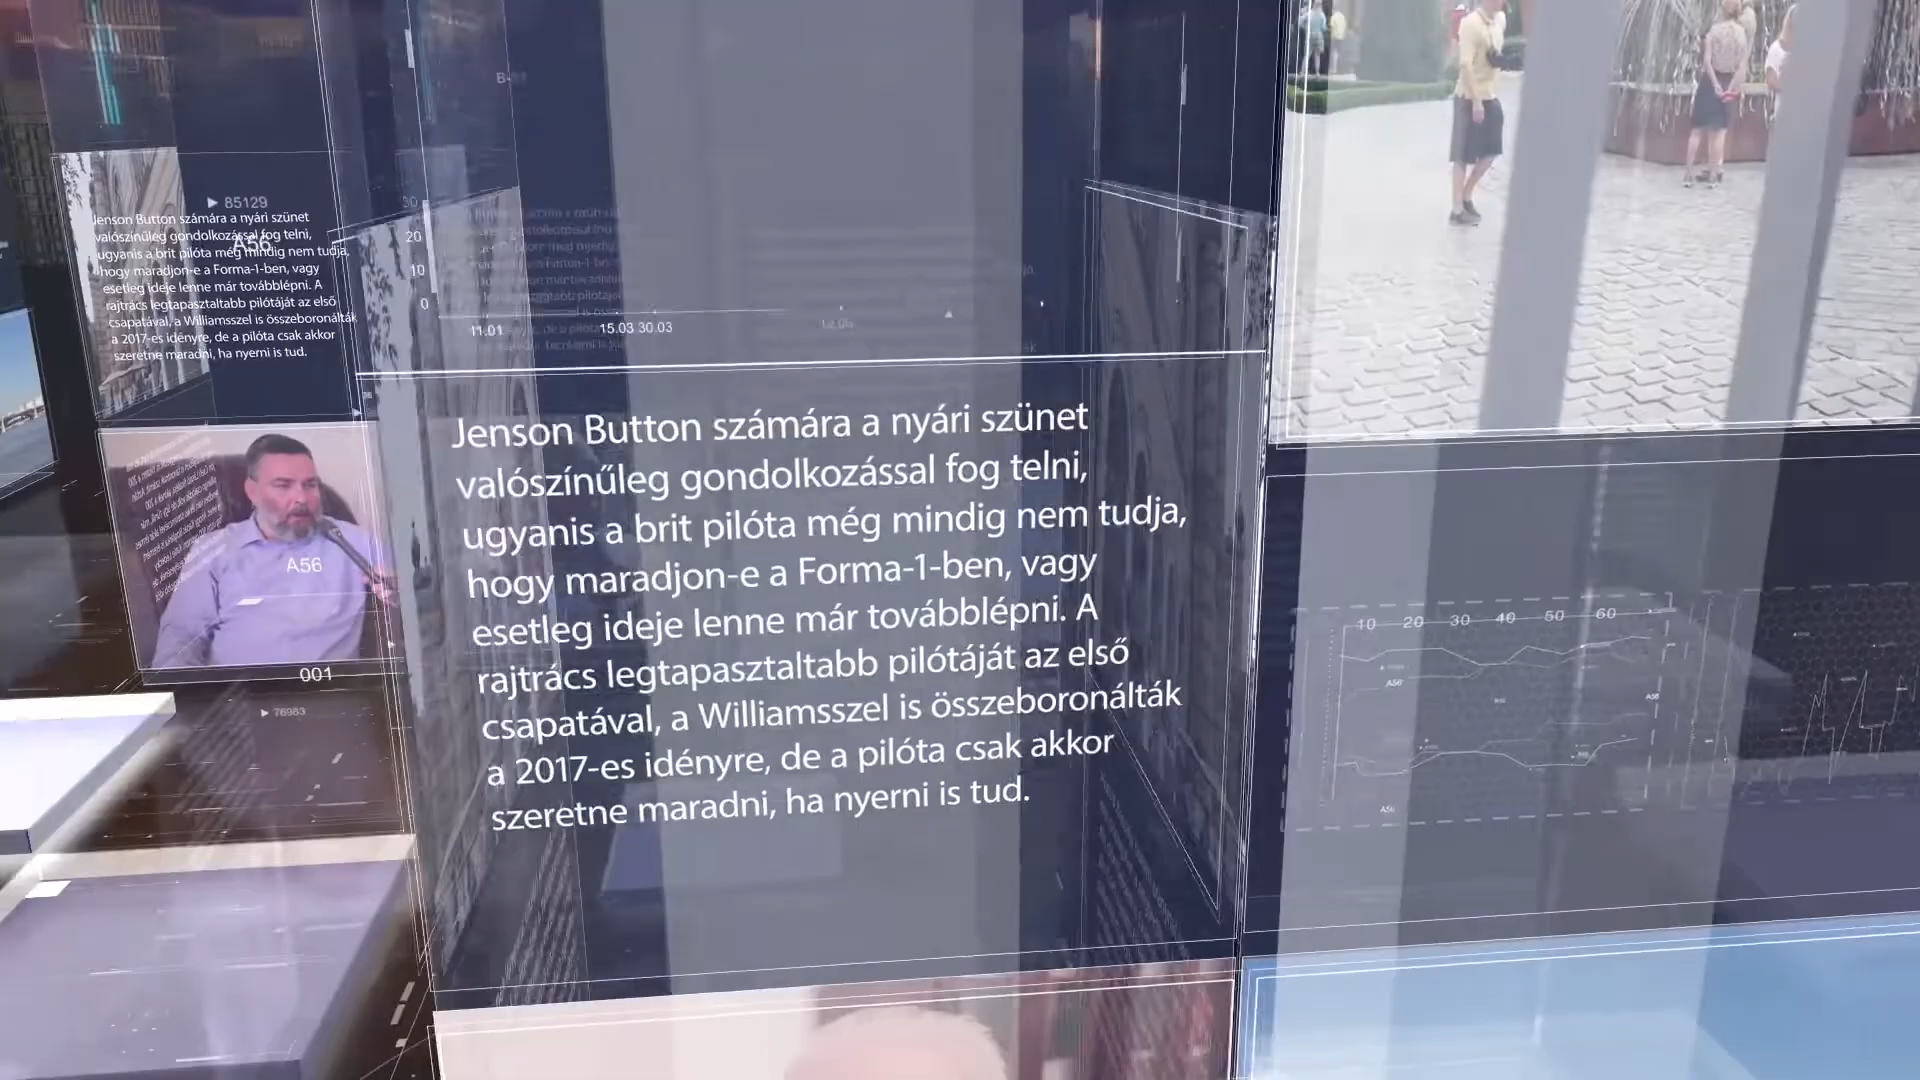 ▶ 85129
A56
Jenson Button számára a nyári szünet
valószínűleg gondolkozással fog telni,
ugyanis a brit pilóta még mindig nem tudja,
hogy maradjon-e a Forma-1-ben, vagy
esetleg ideje lenne már továbblépni. A
rajtrács legtapasztaltabb pilótáját az első
csapatával, a Williamsszel is összeboronálták
a 2017-es idényre, de a pilóta csak akkor
szeretne maradni, ha nyerni is tud.
30
20
10
0
11.01
15.03 30.03
A56
001
▶ 76983
Jenson Button számára a nyári szünet
valószínűleg gondolkozással fog telni,
ugyanis a brit pilóta még mindig nem tudja,
hogy maradjon-e a Forma-1-ben, vagy
esetleg ideje lenne már továbblépni. A
rajtrács legtapasztaltabb pilótáját az első
csapatával, a Williamsszel is összeboronálták
a 2017-es idényre, de a pilóta csak akkor
szeretne maradni, ha nyerni is tud.
10 20 30 40 50 60
A56
A56
A56